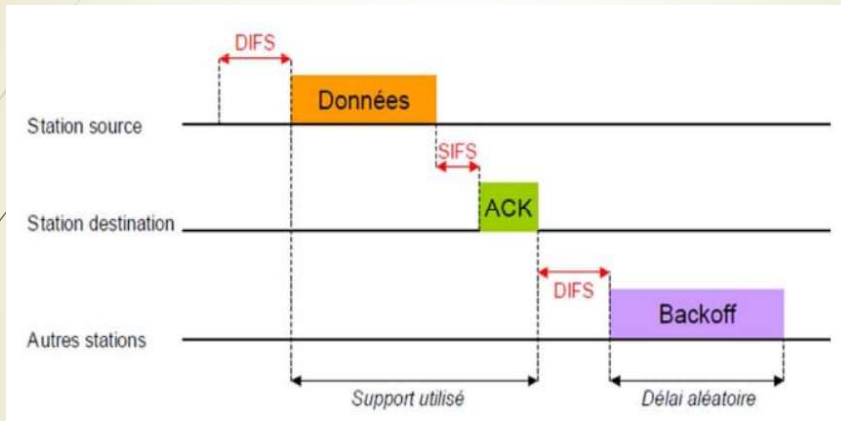 DIFS
Données
Station source
SIFS
ACK
Station destination
DIFS
Backoff
Autres stations
Support utilisé
Délai aléatoire